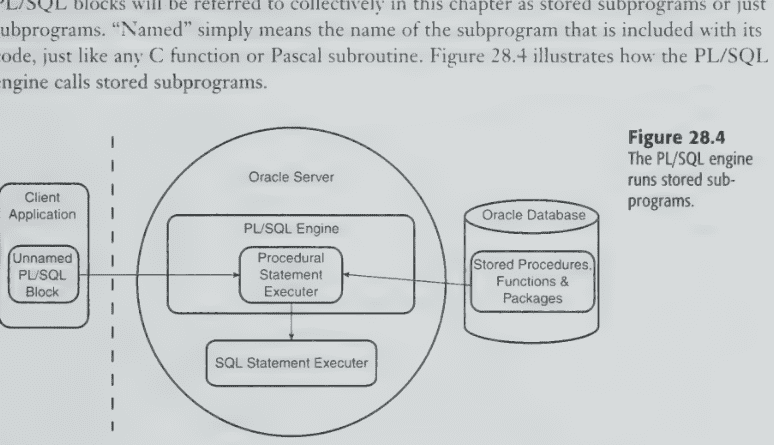 PL/SQL blocks will be referred to collectively in this chapter as stored subprograms or just
ubprograms. “Named” simply means the name of the subprogram that is included with its
ode, just like any C function or Pascal subroutine. Figure 28.4 illustrates how the PL/SQL
engine calls stored subprograms.
Figure 28.4
The PL/SQL engine
runs stored sub-
programs.
Client
Application
Unnamed
PL/SQL
Block
Oracle Server
PL/SQL Engine
Procedural
Statement
Executer
SQL Statement Executer
Oracle Database
Stored Procedures,
Functions &
Packages